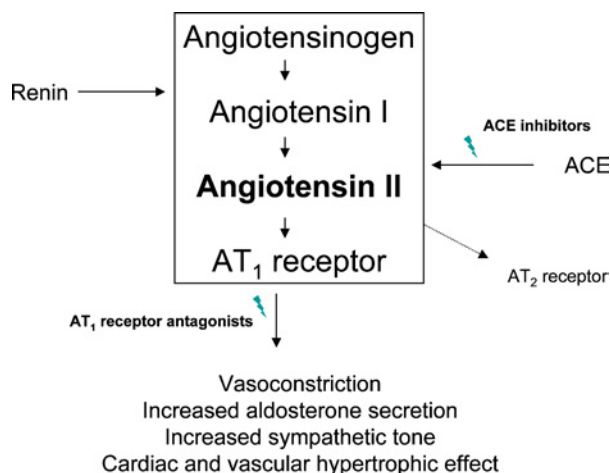 Angiotensinogen
Renin
Angiotensin I
ACE inhibitors
ACE
Angiotensin II
AT₁ receptor
AT₂ receptor
AT₁ receptor antagonists
Vasoconstriction
Increased aldosterone secretion
Increased sympathetic tone
Cardiac and vascular hypertrophic effect